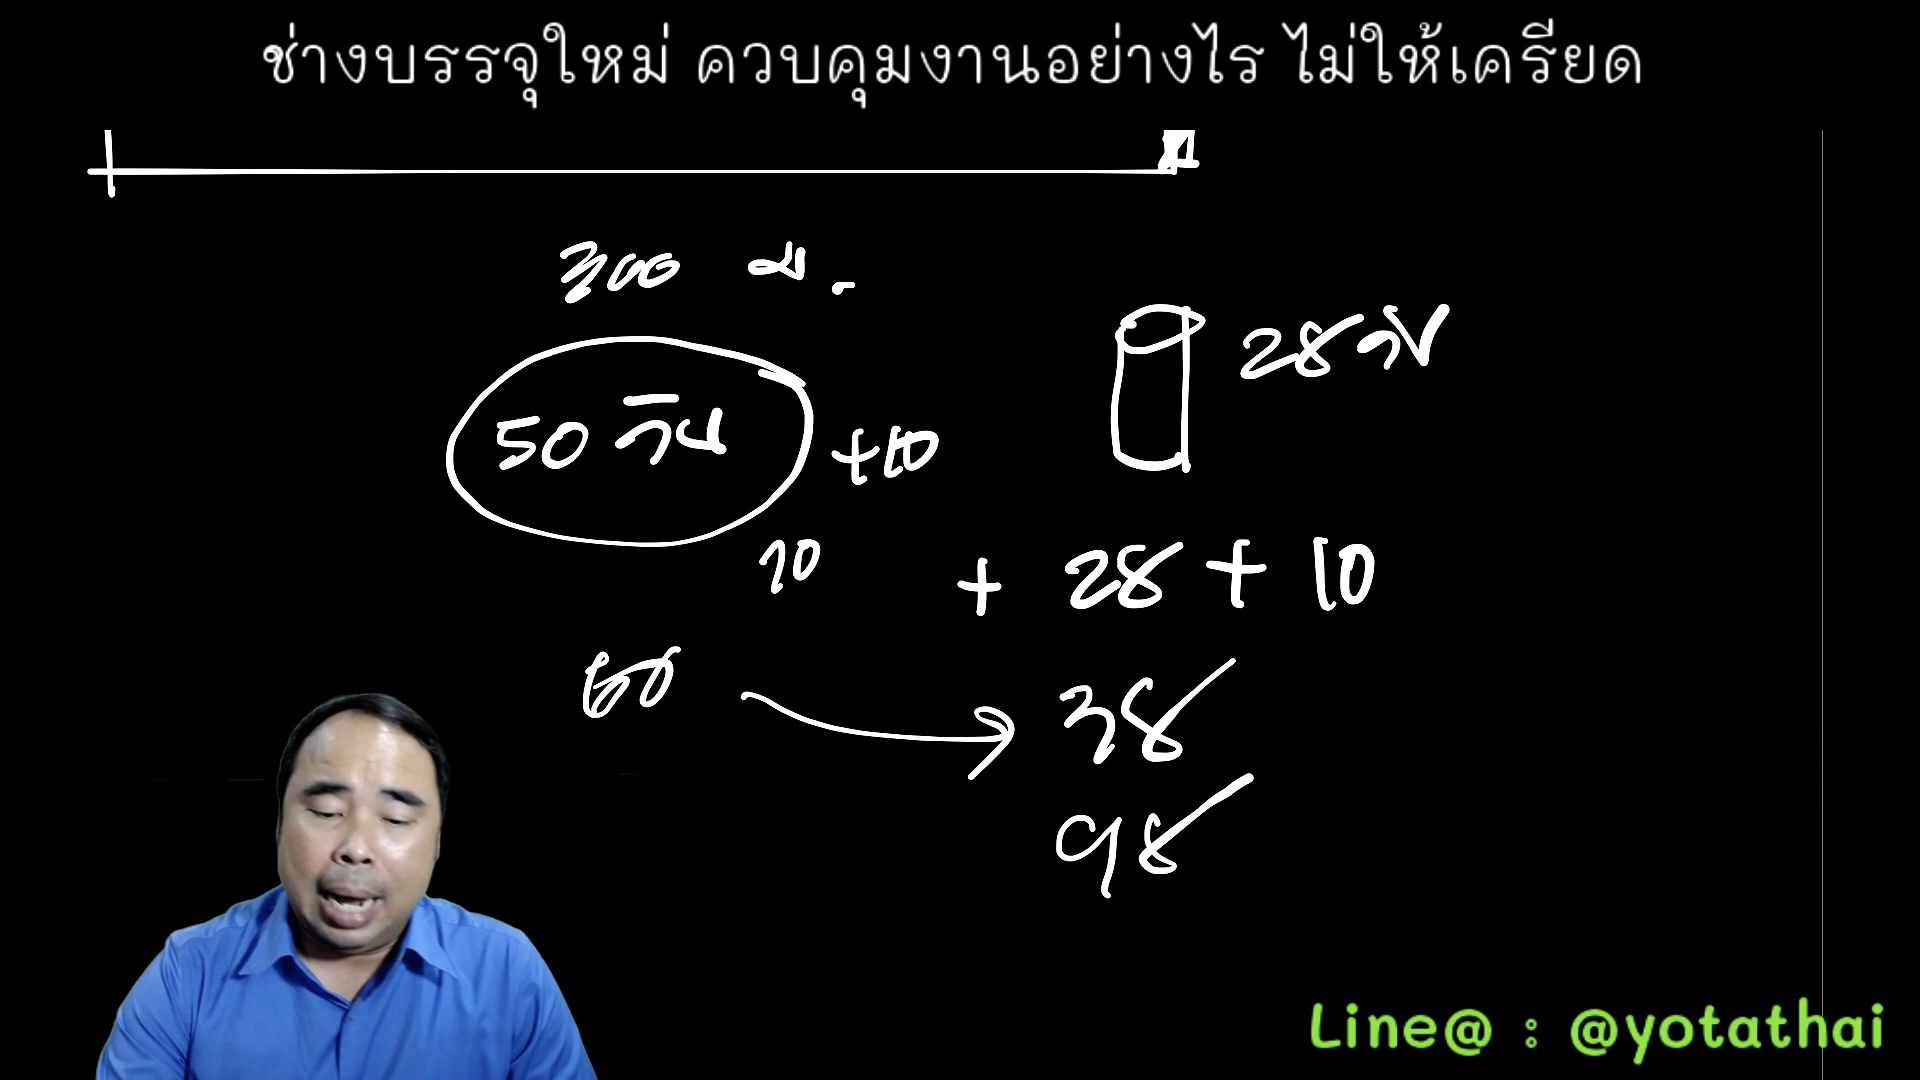 ช่างบรรจุใหม่ ควบคุมงานอย่างไร ไม่ให้เครียด
300 ม.
28 วัน
50 วัน +10
10
+ 28 + 10
60
38
98
Line@ : @yotathai